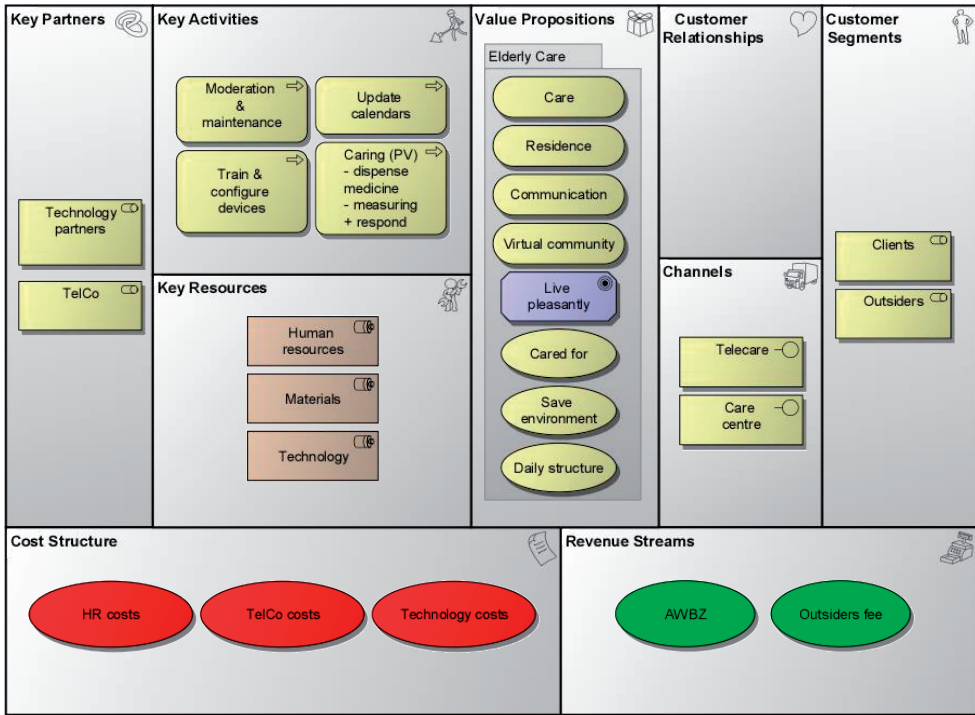 Key Partners
Technology
partners
TelCo
Key Activities
Moderation
&
maintenance
Update
calendars
Train &
configure
devices
Caring (PV)
- dispense
medicine
- measuring
+ respond
Key Resources
Human
resources
Materials
Technology
Value Propositions
Elderly Care
Care
Residence
Communication
Virtual community
Live
pleasantly
Cared for
Save
environment
Daily structure
Customer
Relationships
Channels
Telecare
Care
centre
Customer
Segments
Clients
Outsiders
Cost Structure
HR costs
TelCo costs
Technology costs
Revenue Streams
AWBZ
Outsiders fee